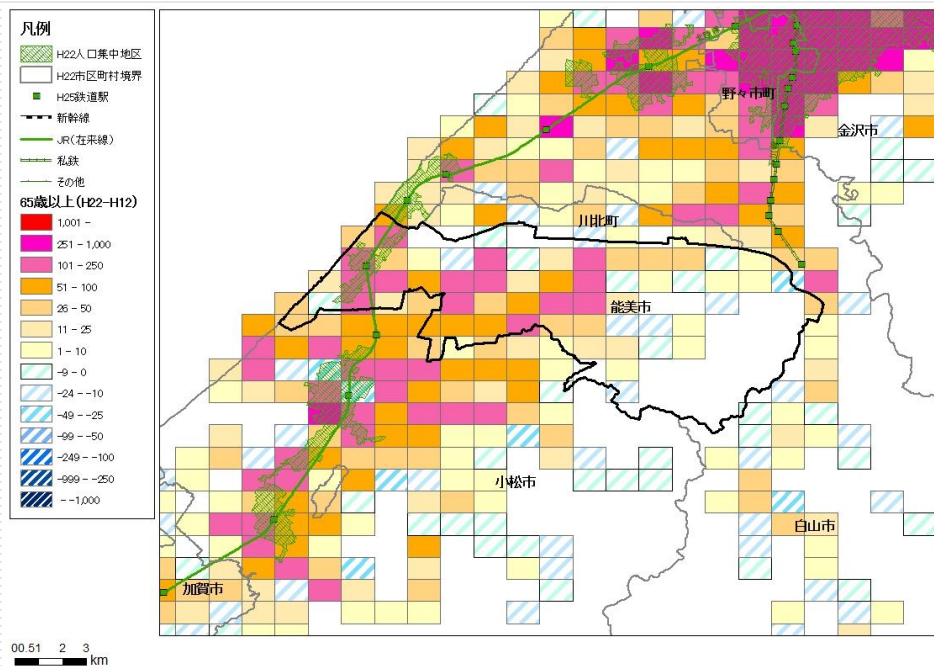 凡例
H22人口集中地区
H22市区町村境界
H25鉄道駅
新幹線
JR(在来線)
私鉄
その他
65歳以上(H22-H12)
1,001 -
251 - 1,000
101 - 250
51 - 100
26 - 50
11 - 25
1 - 10
-9 - 0
-24 - -10
-49 - -25
-99 - -50
-249 - -100
-999 - -250
- -1,000
野々市町
金沢市
川北町
能美市
小松市
白山市
加賀市
00.51 2 3
km